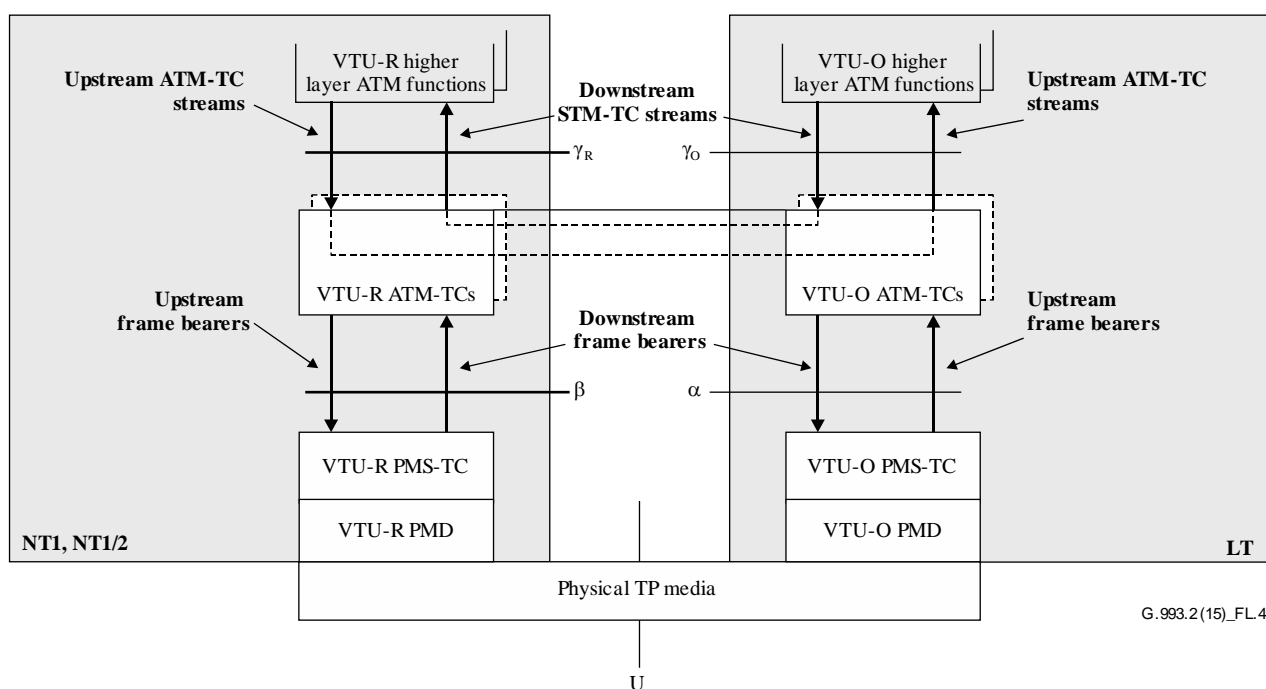 VTU-R higher
layer ATM functions
VTU-O higher
layer ATM functions
Upstream ATM-TC
streams
Downstream
STM-TC streams
Upstream ATM-TC
streams
γR
γO
VTU-R ATM-TCs
VTU-O ATM-TCs
Upstream
frame bearers
Downstream
frame bearers
Upstream
frame bearers
β
α
VTU-R PMS-TC
VTU-O PMS-TC
VTU-R PMD
VTU-O PMD
NT1, NT1/2
LT
Physical TP media
G.993.2(15)_FL.4
U